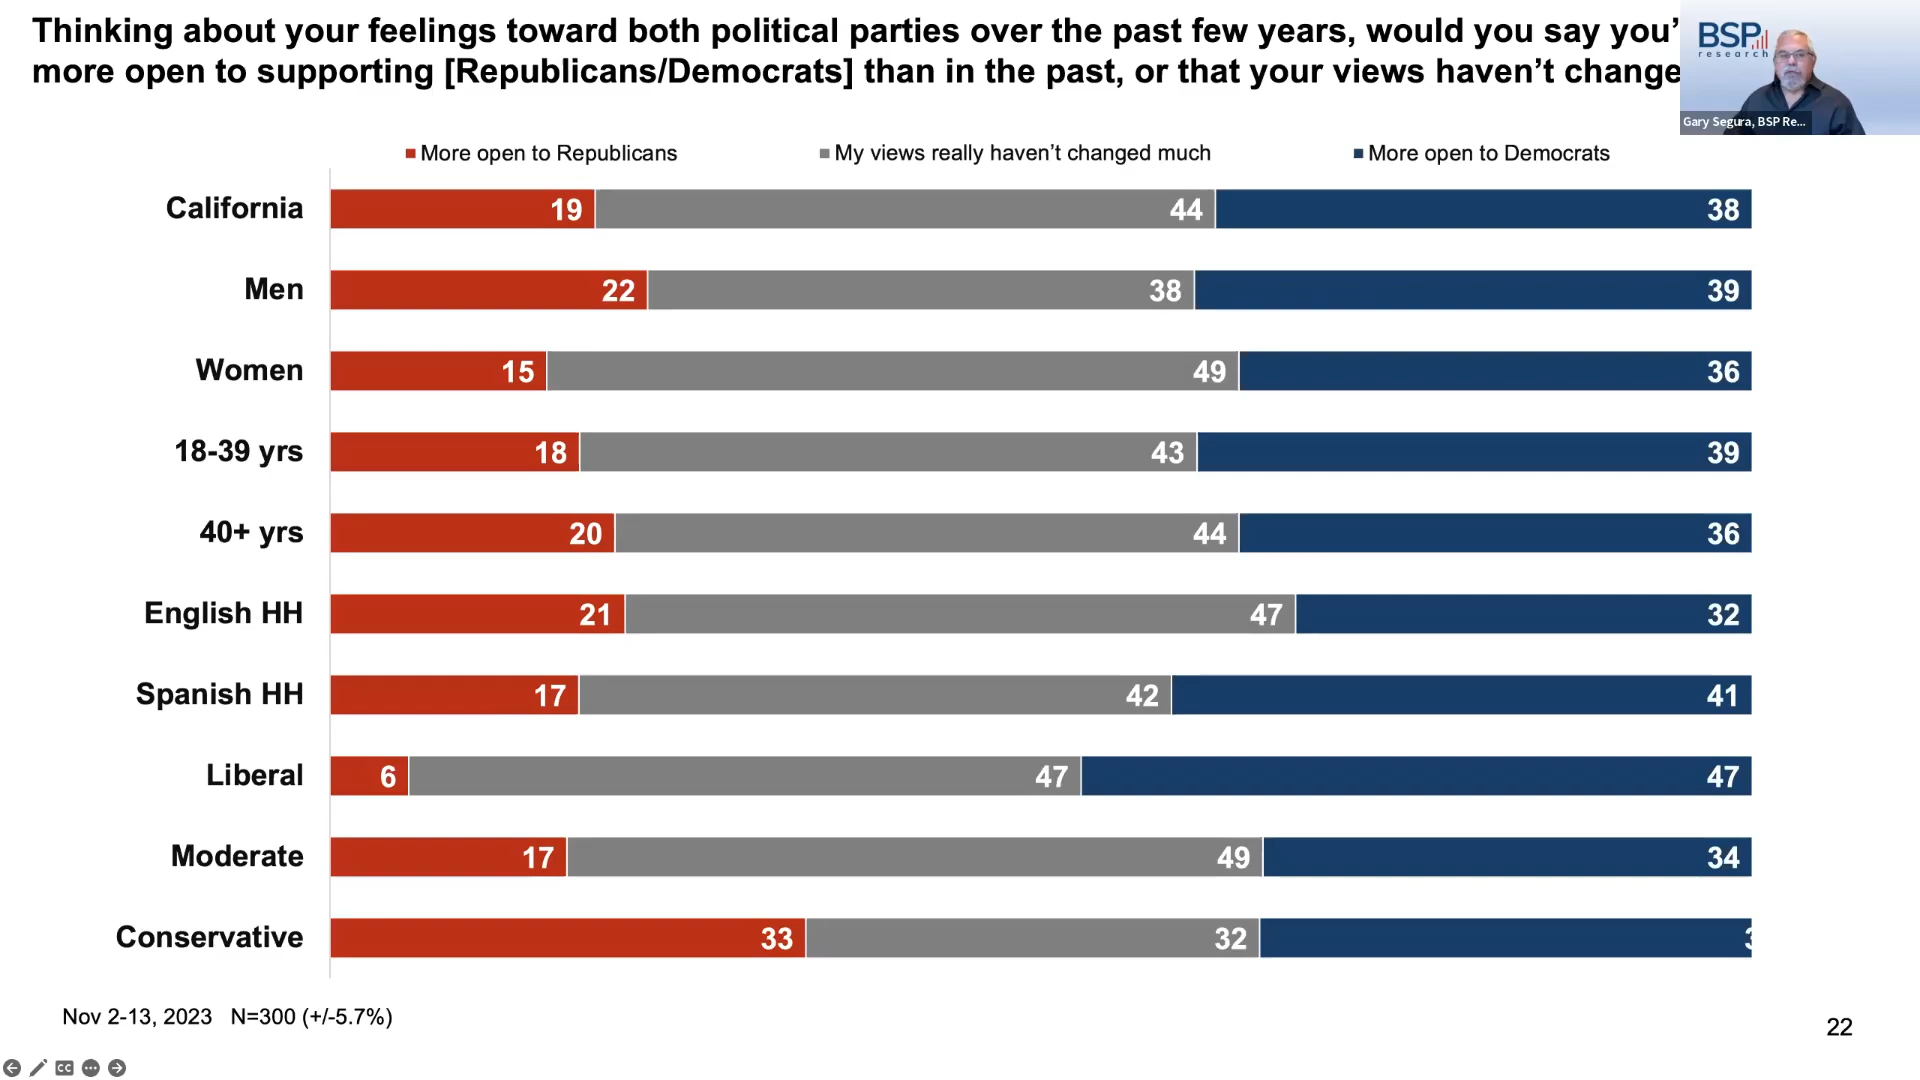 Thinking about your feelings toward both political parties over the past few years, would you say you'
more open to supporting [Republicans/Democrats] than in the past, or that your views haven't change
BSP
research
Gary Segura, BSP Re...
More open to Republicans My views really haven't changed much More open to Democrats
California 19 44 38
Men 22 38 39
Women 15 49 36
18-39 yrs 18 43 39
40+ yrs 20 44 36
English HH 21 47 32
Spanish HH 17 42 41
Liberal 6 47 47
Moderate 17 49 34
Conservative 33 32
Nov 2-13, 2023 N=300 (+/-5.7%)
22
CC